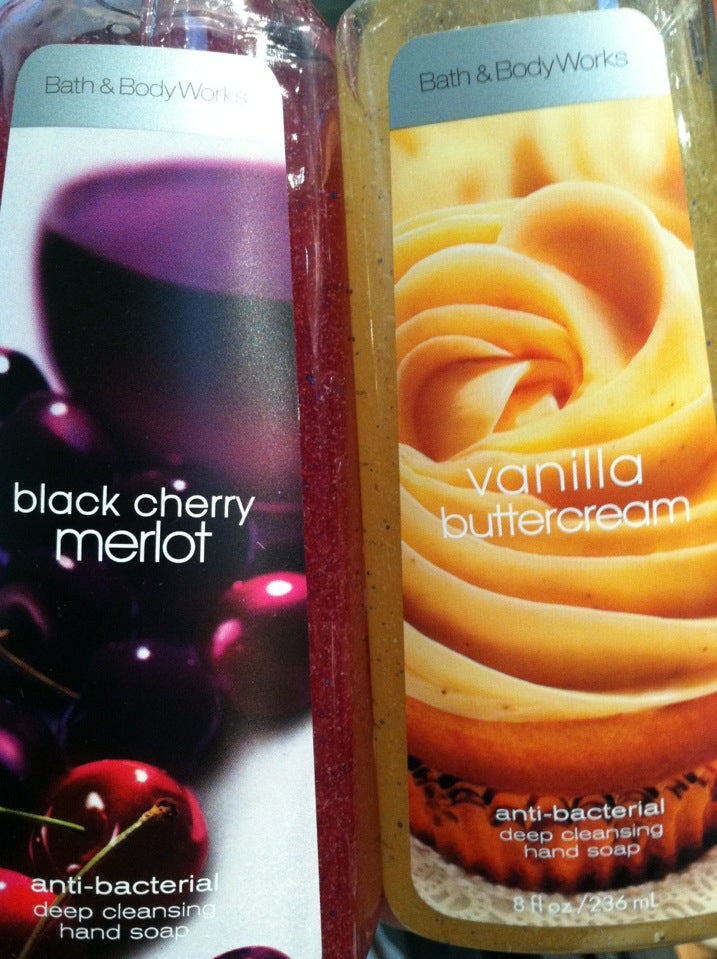 Bath & Body Works
black cherry
merlot
anti-bacterial
deep cleansing
hand soap
Bath & Body Works
vanilla
buttercream
anti-bacterial
deep cleansing
hand soap
8 fl oz / 236 mL